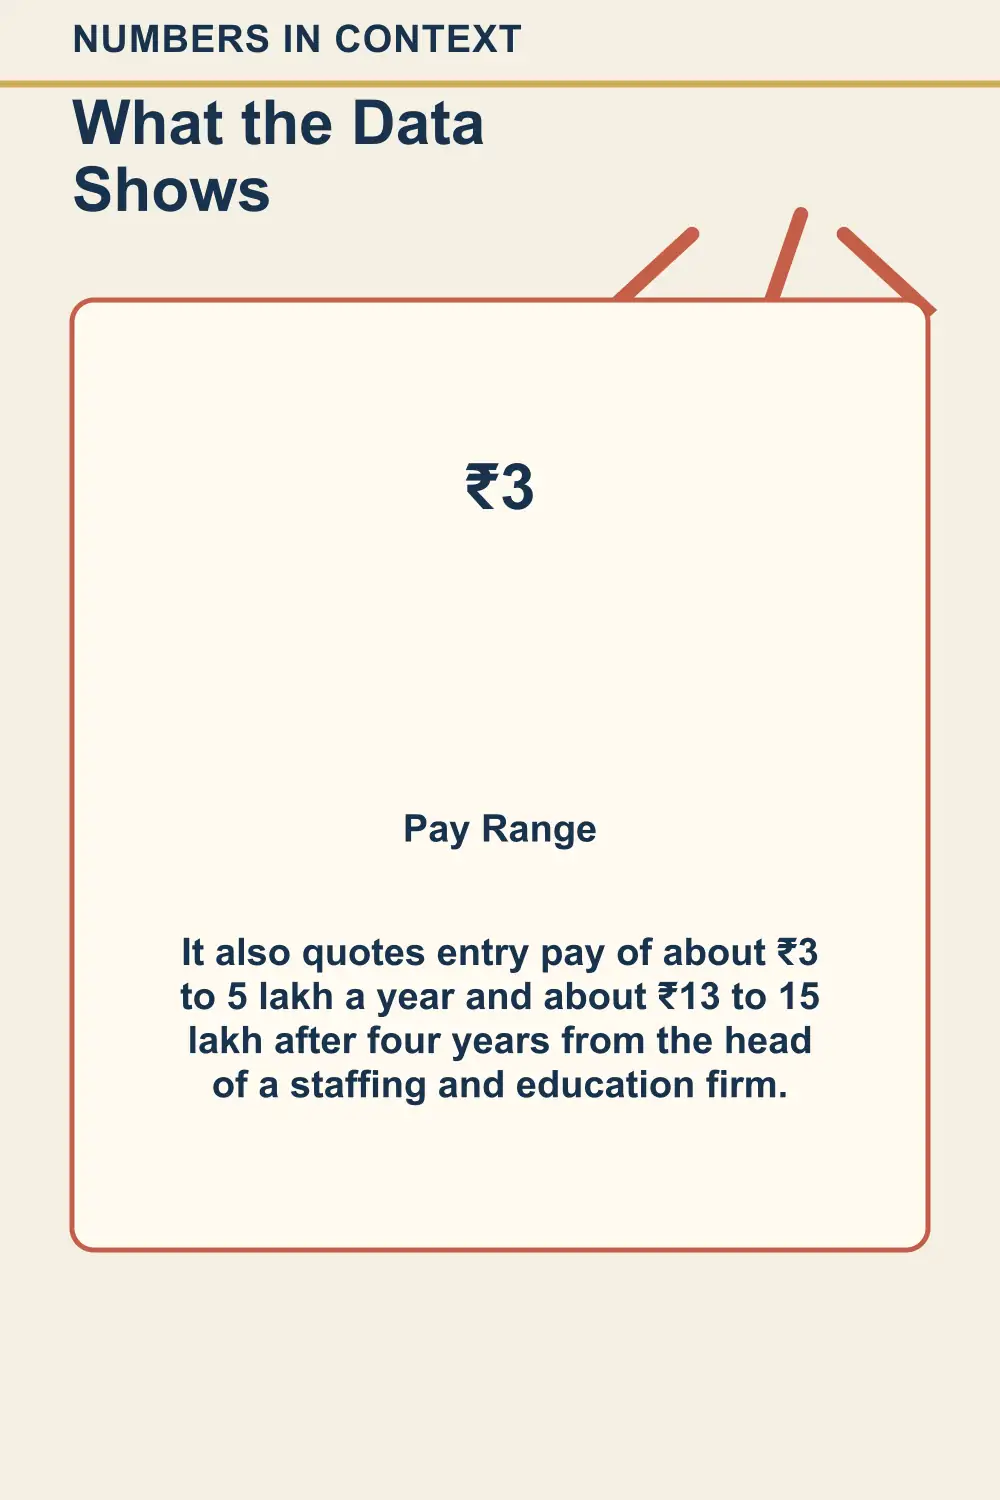 NUMBERS IN CONTEXT
What the Data
Shows
₹3
Pay Range
It also quotes entry pay of about ₹3
to 5 lakh a year and about ₹13 to 15
lakh after four years from the head
of a staffing and education firm.